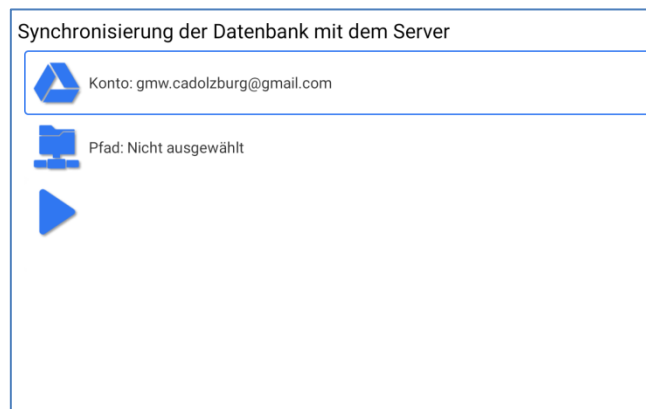 Synchronisierung der Datenbank mit dem Server
Konto: gmw.cadolzburg@gmail.com
Pfad: Nicht ausgewählt